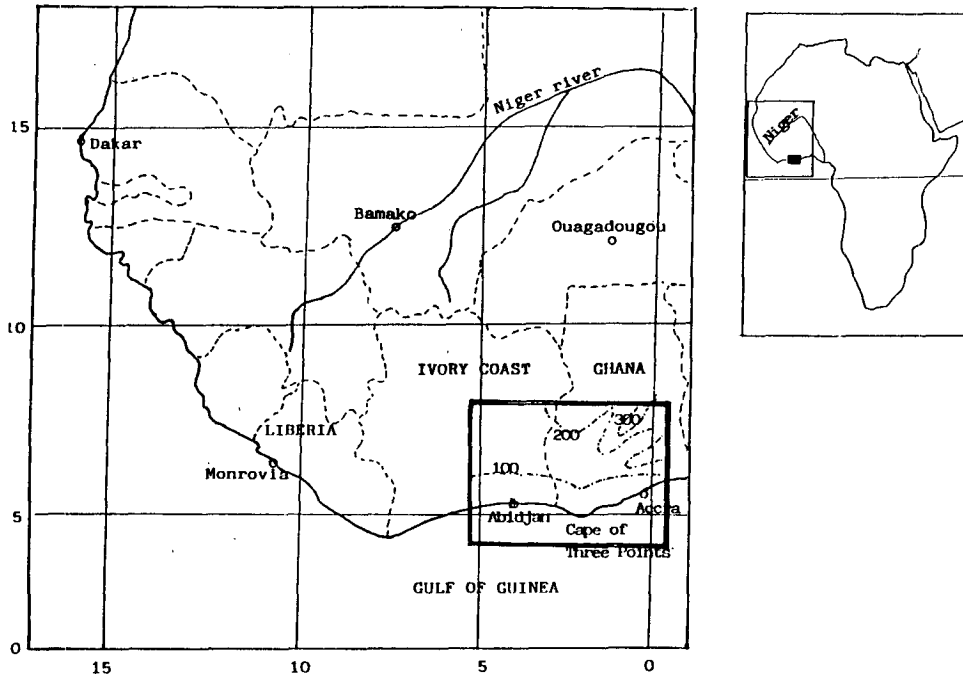 Niger river
15
Dakar
Bamako
Ouagadougou
10
IVORY COAST
GHANA
LIBERIA
200
300
100
Monrovia
Abidjan
Accra
5
Cape of
Three Points
GULF OF GUINEA
0
15
10
5
0
Niger